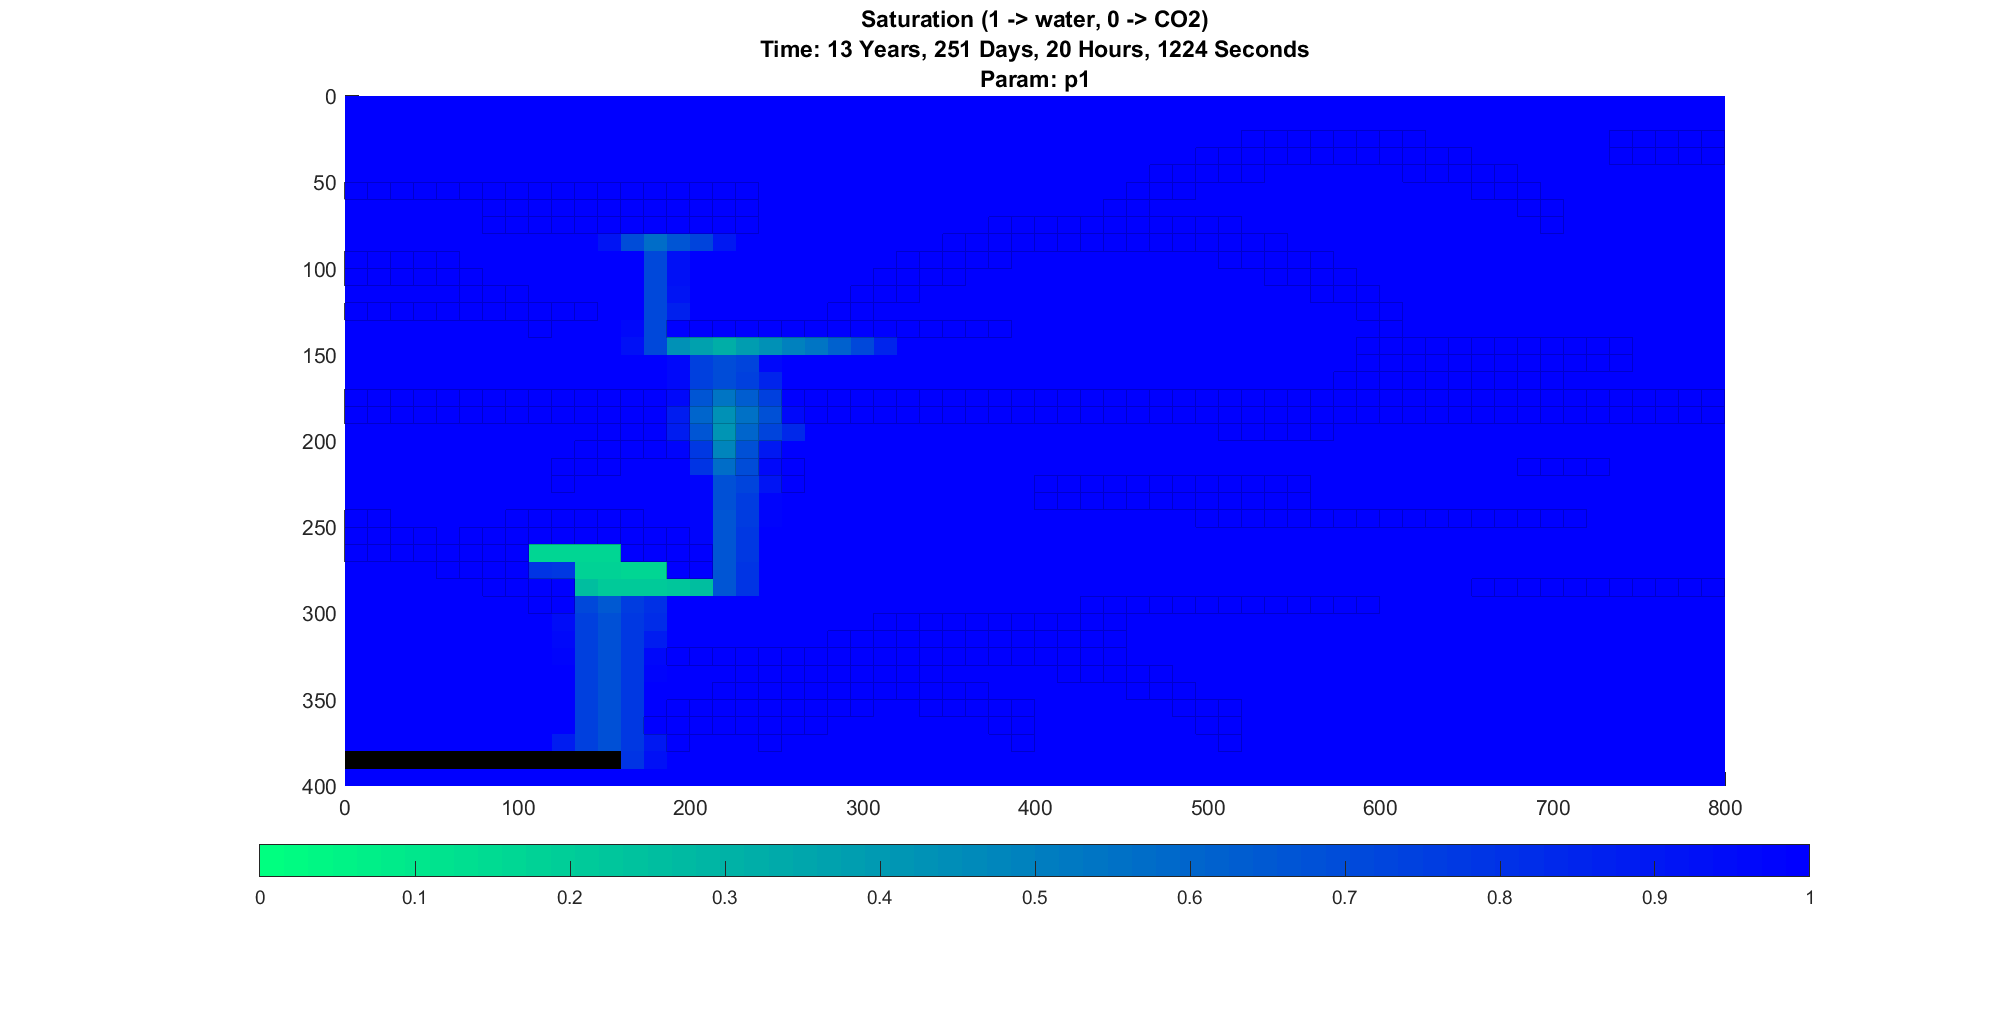 Saturation (1 -> water, 0 -> CO2)
Time: 13 Years, 251 Days, 20 Hours, 1224 Seconds
Param: p1
0
50
100
150
200
250
300
350
400
0 100 200 300 400 500 600 700 800
0 0.1 0.2 0.3 0.4 0.5 0.6 0.7 0.8 0.9 1